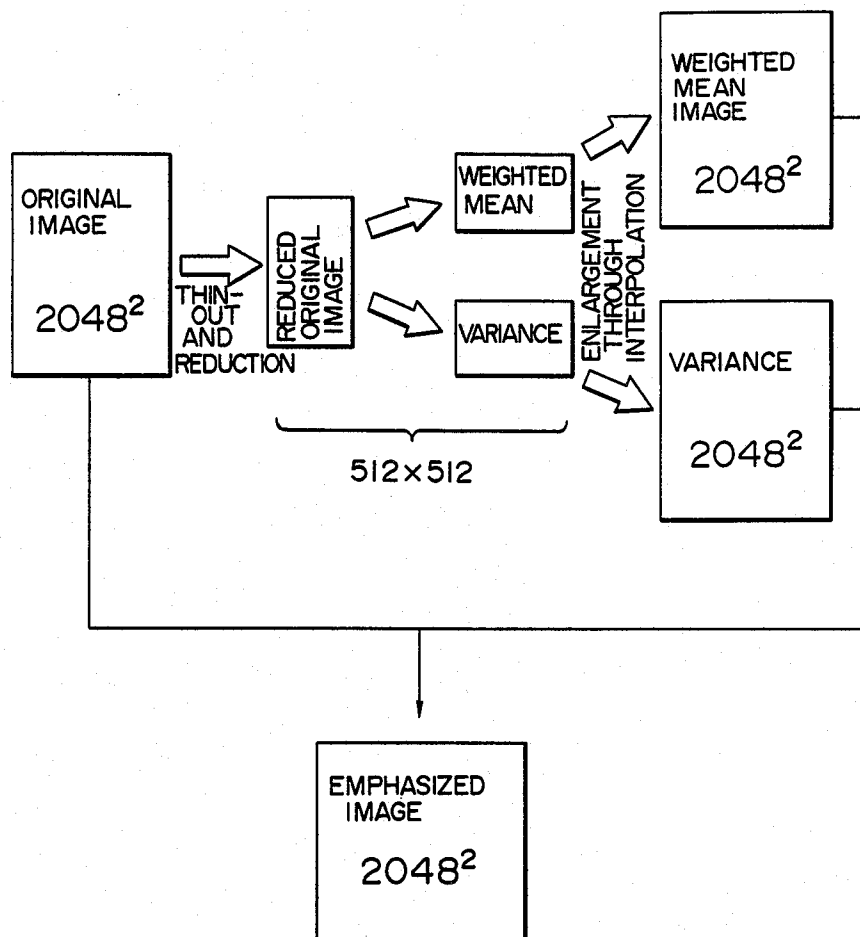 ORIGINAL
IMAGE
2048²
THIN-
OUT
AND
REDUCTION
REDUCED
ORIGINAL
IMAGE
WEIGHTED
MEAN
VARIANCE
512×512
ENLARGEMENT
THROUGH
INTERPOLATION
WEIGHTED
MEAN
IMAGE
2048²
VARIANCE
2048²
EMPHASIZED
IMAGE
2048²